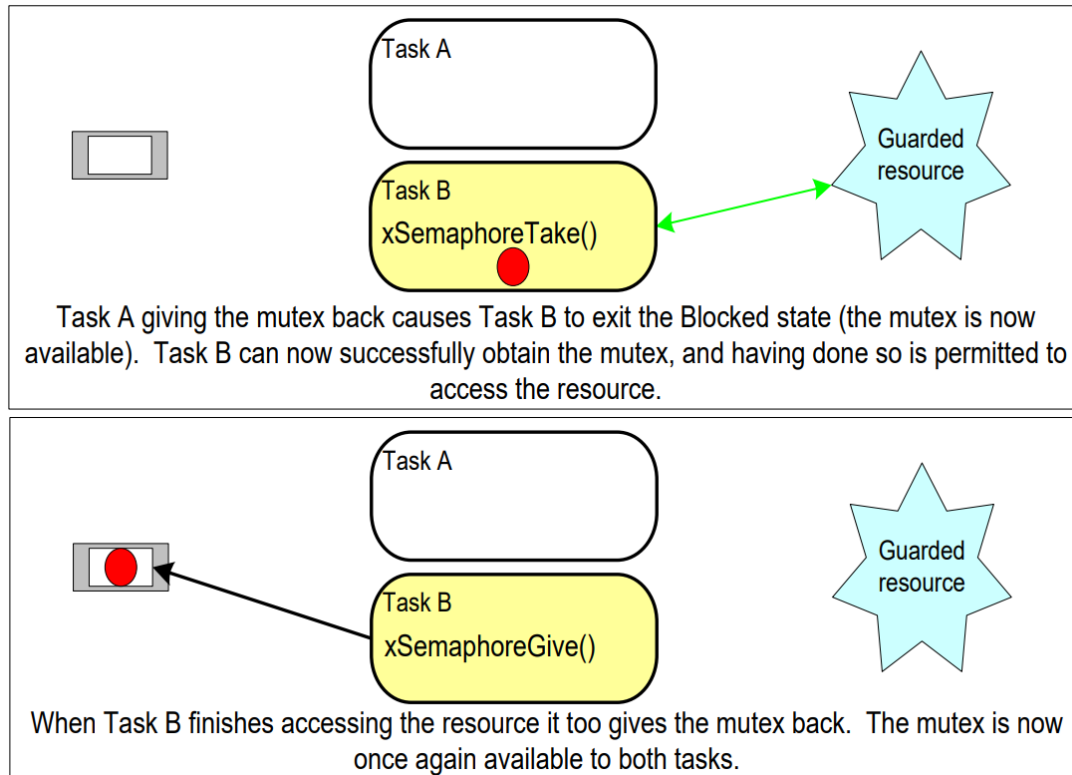 Task A
Task B
xSemaphoreTake()
Guarded
resource
Task A giving the mutex back causes Task B to exit the Blocked state (the mutex is now
available).  Task B can now successfully obtain the mutex, and having done so is permitted to
access the resource.
Task A
Task B
xSemaphoreGive()
Guarded
resource
When Task B finishes accessing the resource it too gives the mutex back.  The mutex is now
once again available to both tasks.